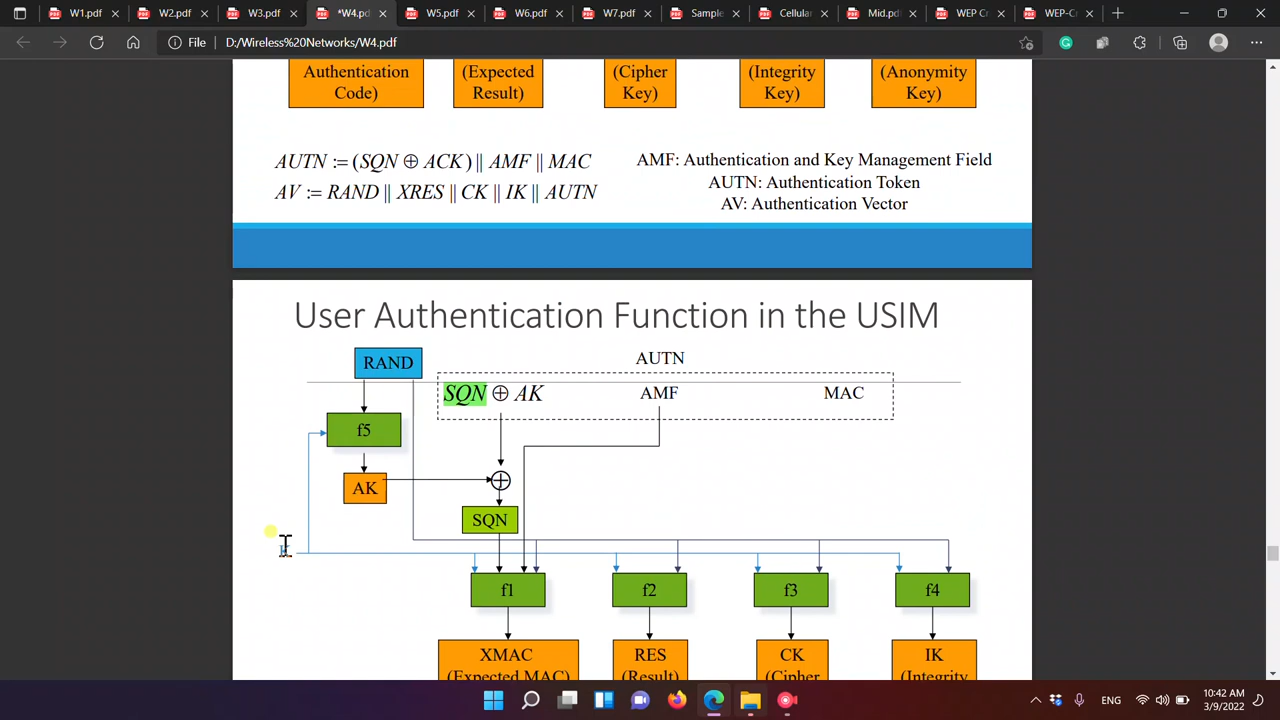 W1.pdf
W2.pdf
W3.pdf
*W4.pd
W5.pdf
W6.pdf
W7.pdf
Sample
Cellular
Mid.pdf
WEP Cr
WEP-Cr
File
D:/Wireless%20Networks/W4.pdf
Authentication
Code)
(Expected
Result)
(Cipher
Key)
(Integrity
Key)
(Anonymity
Key)
AUTN := (SQN ⊕ ACK) || AMF || MAC
AV := RAND || XRES || CK || IK || AUTN
AMF: Authentication and Key Management Field
AUTN: Authentication Token
AV: Authentication Vector
User Authentication Function in the USIM
RAND
AUTN
SQN ⊕ AK
AMF
MAC
f5
AK
SQN
K
f1
f2
f3
f4
XMAC
(Expected MAC)
RES
(Result)
CK
(Cipher
IK
(Integrity
ENG
10:42 AM
3/9/2022